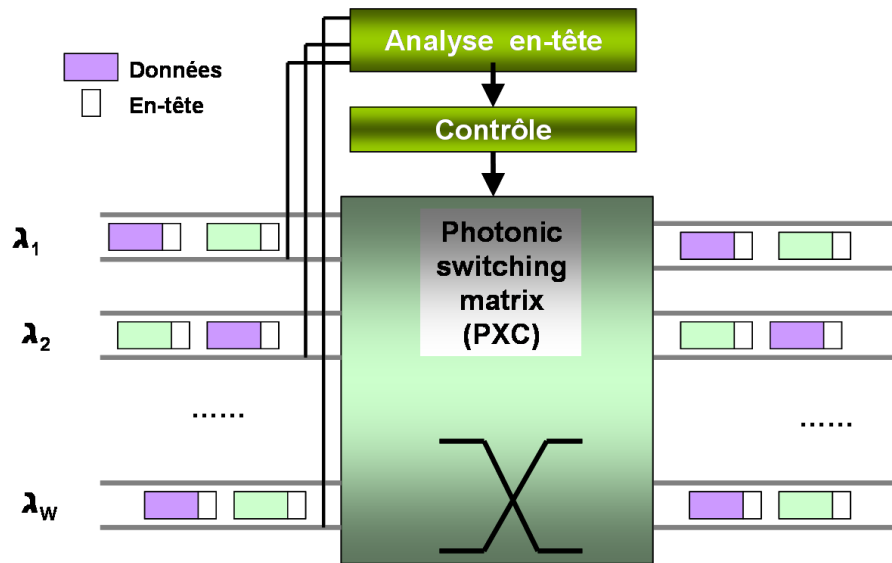 Analyse en-tête
Données
En-tête
Contrôle
Photonic
switching
matrix
(PXC)
λ1
λ2
......
......
λW